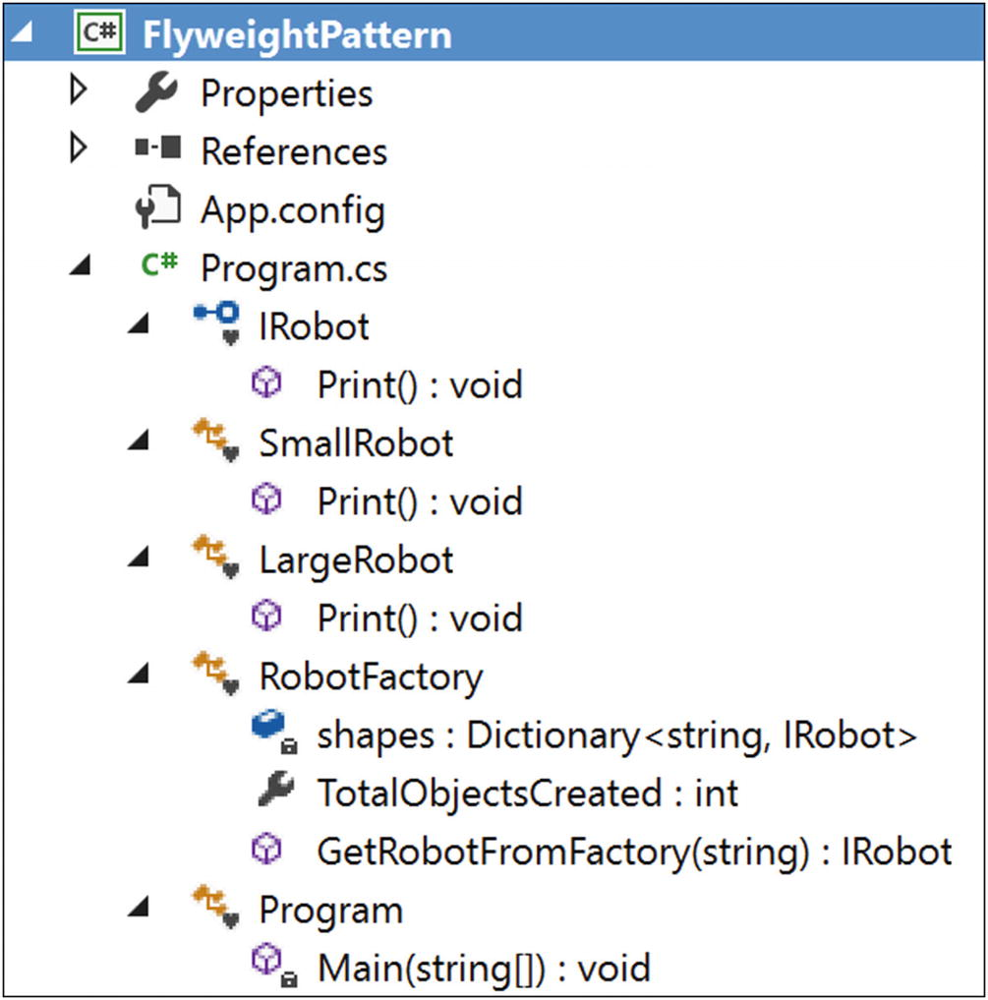 C# FlyweightPattern
Properties
References
App.config
C# Program.cs
IRobot
Print() : void
SmallRobot
Print() : void
LargeRobot
Print() : void
RobotFactory
shapes : Dictionary<string, IRobot>
TotalObjectsCreated : int
GetRobotFromFactory(string) : IRobot
Program
Main(string[]) : void